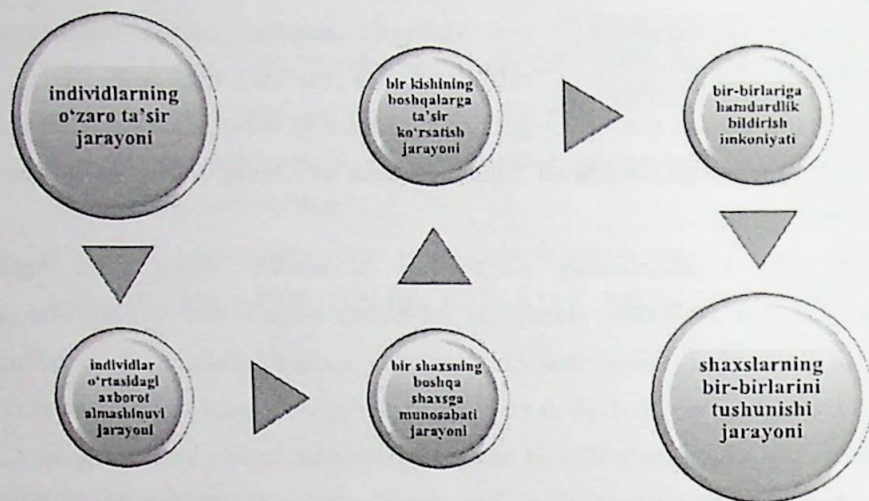 individlarning
o‘zaro ta’sir
jarayoni
individlar
o‘rtasidagi
axborot
almashinuvi
jarayoni
bir shaxsning
boshqa
shaxsga
munosabati
jarayoni
bir kishining
boshqalarga
ta’sir
ko‘rsatish
jarayoni
bir-birlariga
hamdardlik
bildirish
imkoniyati
shaxslarning
bir-birlarini
tushunishi
jarayoni